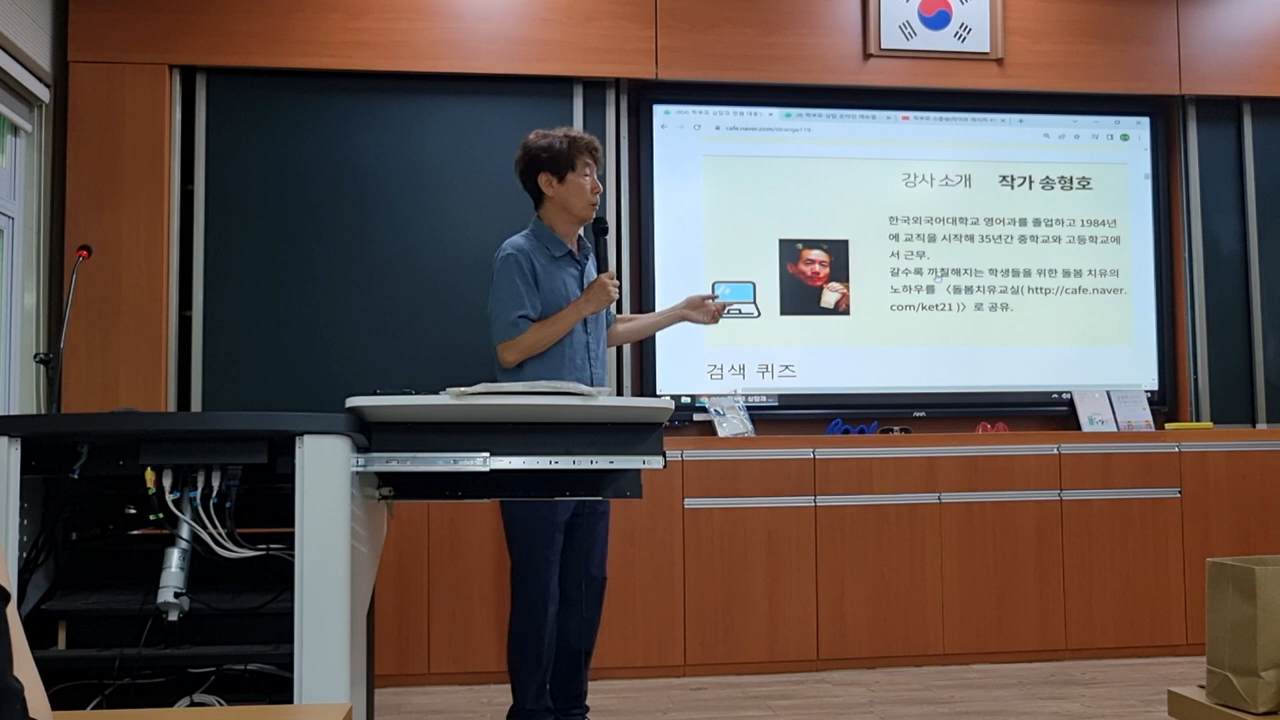 cafe.naver.com/strange119
강사 소개 작가 송형호
한국외국어대학교 영어과를 졸업하고 1984년
에 교직을 시작해 35년간 중학교와 고등학교에
서 근무.
갈수록 까칠해지는 학생들을 위한 돌봄 치유의
노하우를 〈돌봄치유교실( http://cafe.naver.
com/ket21 )〉로 공유.
검색 퀴즈